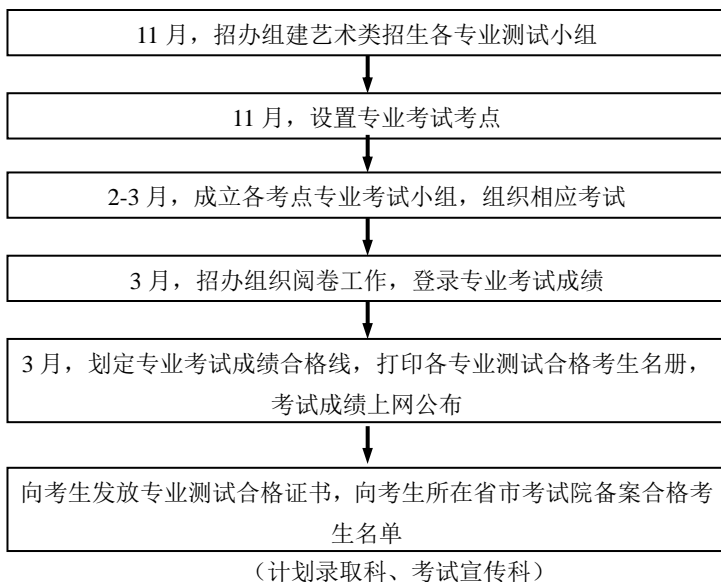 11 月，招办组建艺术类招生各专业测试小组
11 月，设置专业考试考点
2-3 月，成立各考点专业考试小组，组织相应考试
3 月，招办组织阅卷工作，登录专业考试成绩
3 月，划定专业考试成绩合格线，打印各专业测试合格考生名册，
考试成绩上网公布
向考生发放专业测试合格证书，向考生所在省市考试院备案合格考
生名单
（计划录取科、考试宣传科）